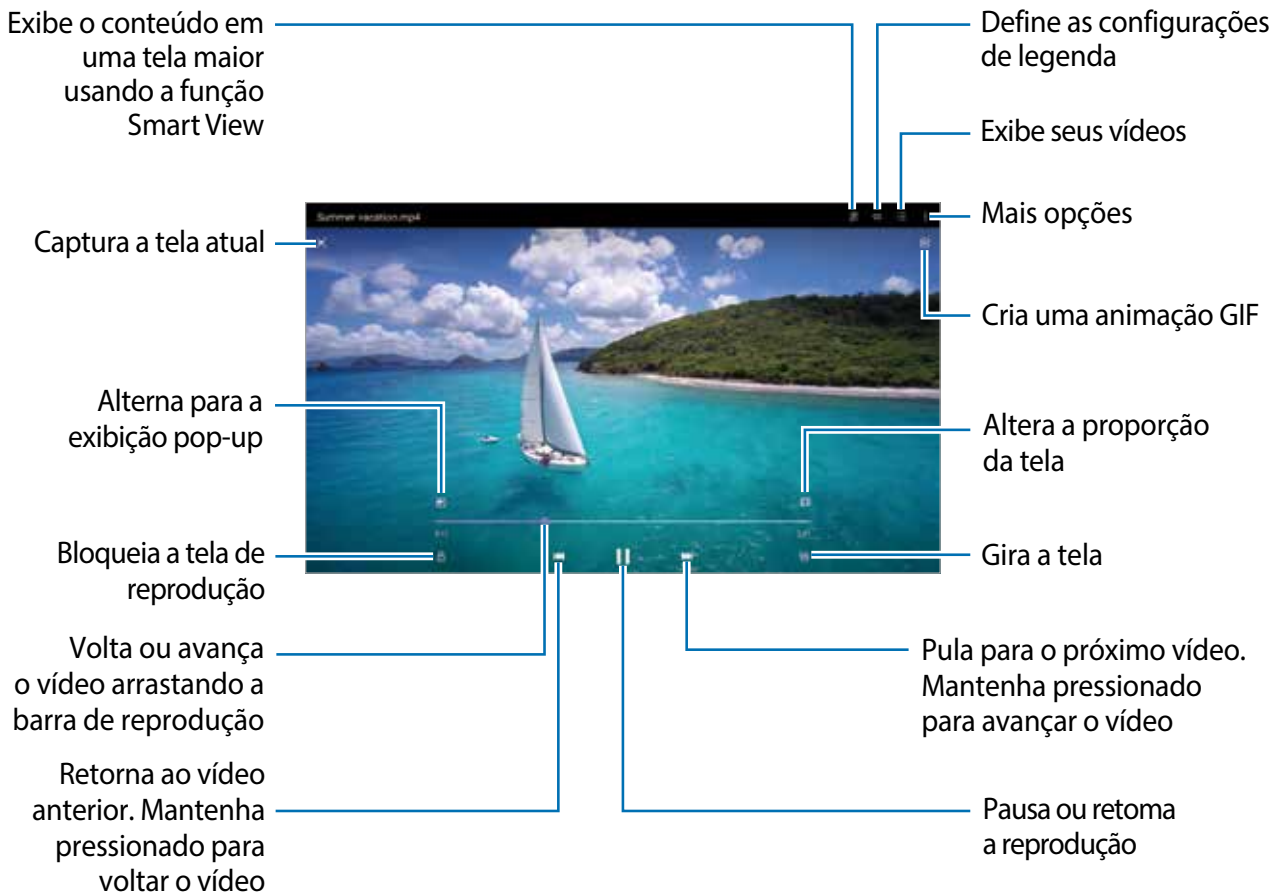 Exibe o conteúdo em
uma tela maior
usando a função
Smart View
Define as configurações
de legenda
Exibe seus vídeos
Mais opções
Summer vacation.mp4
Captura a tela atual
Cria uma animação GIF
Alterna para a
exibição pop-up
Altera a proporção
da tela
Bloqueia a tela de
reprodução
Gira a tela
Volta ou avança
o vídeo arrastando a
barra de reprodução
Pula para o próximo vídeo.
Mantenha pressionado
para avançar o vídeo
Retorna ao vídeo
anterior. Mantenha
pressionado para
voltar o vídeo
Pausa ou retoma
a reprodução